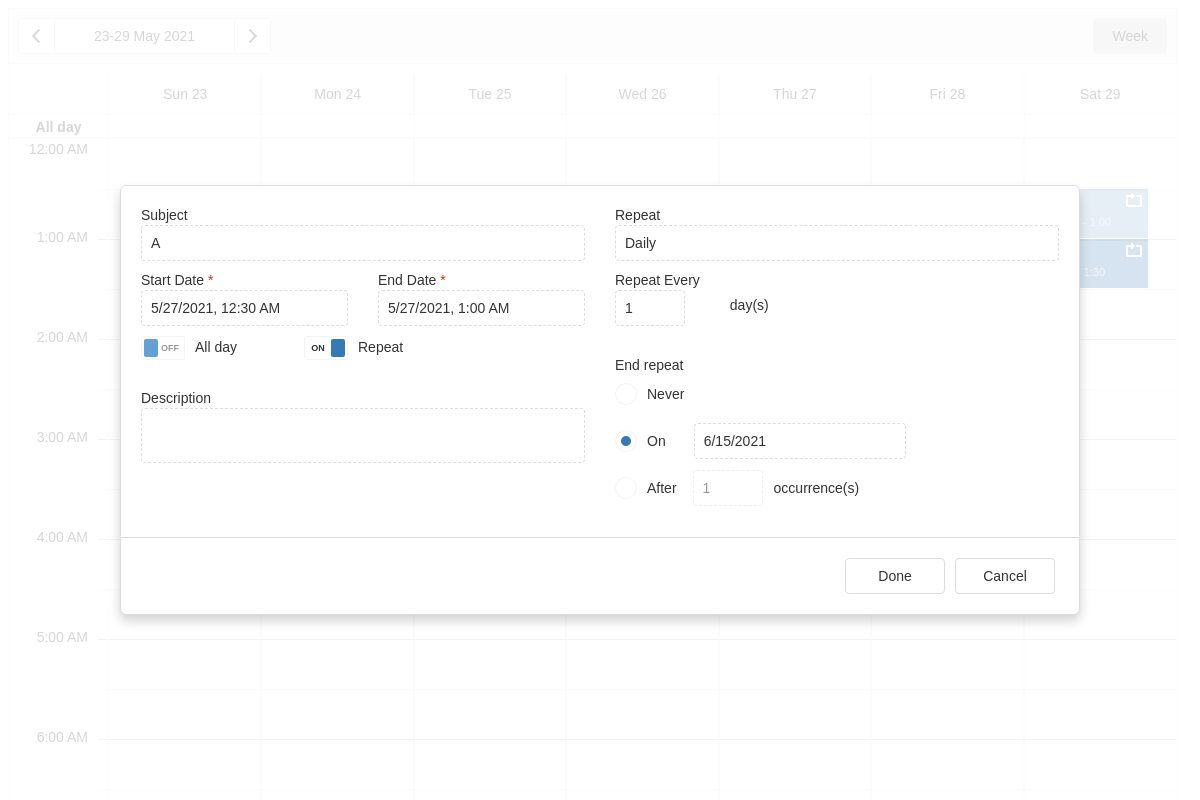 23-29 May 2021
Week
Sun 23
Mon 24
Tue 25
Wed 26
Thu 27
Fri 28
Sat 29
All day
12:00 AM
1:00 AM
2:00 AM
3:00 AM
4:00 AM
5:00 AM
6:00 AM
- 1:00
1:30
Subject
A
Start Date *
5/27/2021, 12:30 AM
End Date *
5/27/2021, 1:00 AM
OFF
All day
ON
Repeat
Description
Repeat
Daily
Repeat Every
1
day(s)
End repeat
Never
On
6/15/2021
After
1
occurrence(s)
Done
Cancel